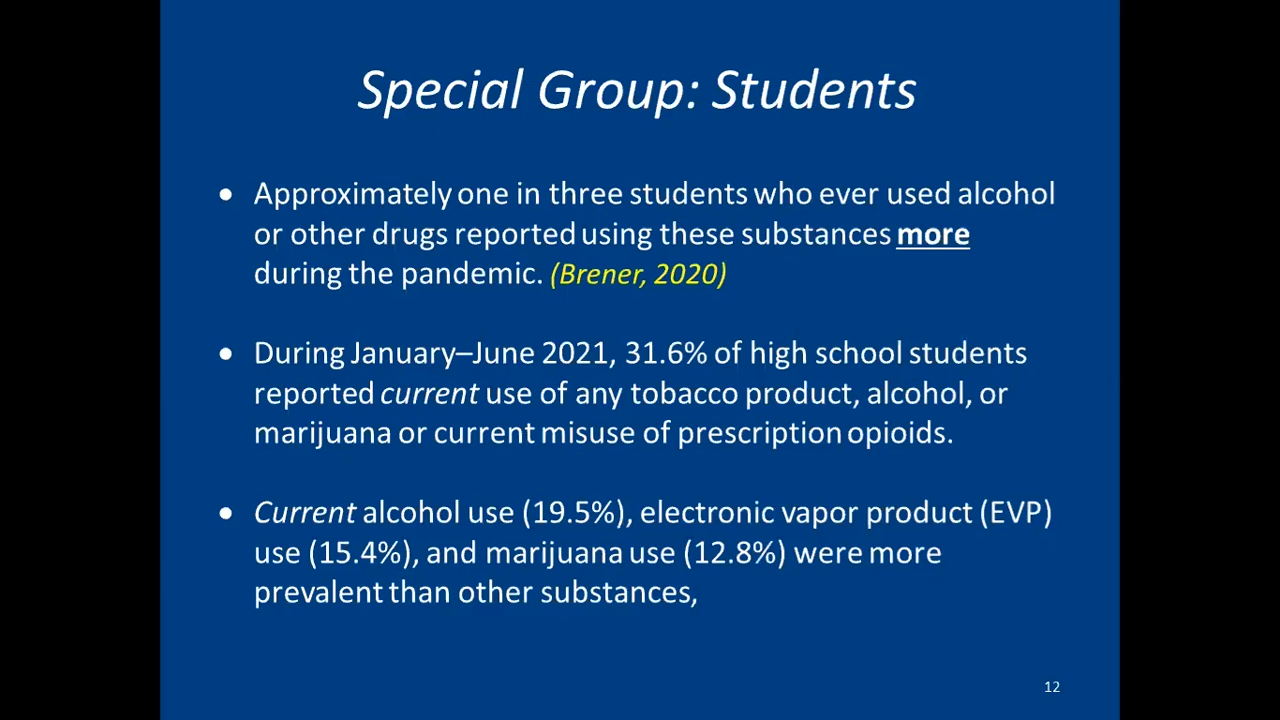 Special Group: Students
• Approximately one in three students who ever used alcohol
or other drugs reported using these substances more
during the pandemic. (Brener, 2020)
• During January–June 2021, 31.6% of high school students
reported current use of any tobacco product, alcohol, or
marijuana or current misuse of prescription opioids.
• Current alcohol use (19.5%), electronic vapor product (EVP)
use (15.4%), and marijuana use (12.8%) were more
prevalent than other substances,
12